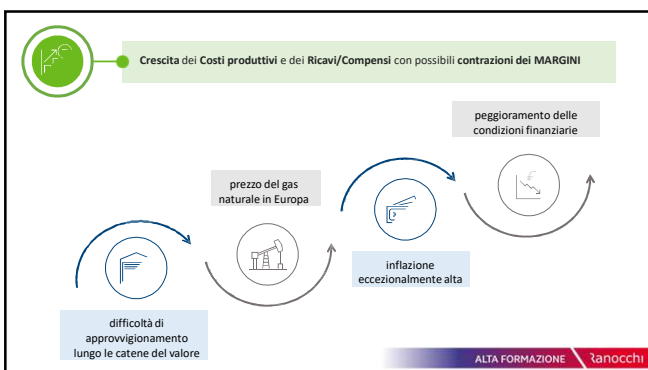 Crescita dei Costi produttivi e dei Ricavi/Compensi con possibili contrazioni dei MARGINI
peggioramento delle
condizioni finanziarie
prezzo del gas
naturale in Europa
inflazione
eccezionalmente alta
difficoltà di
approvvigionamento
lungo le catene del valore
ALTA FORMAZIONE Ranocchi